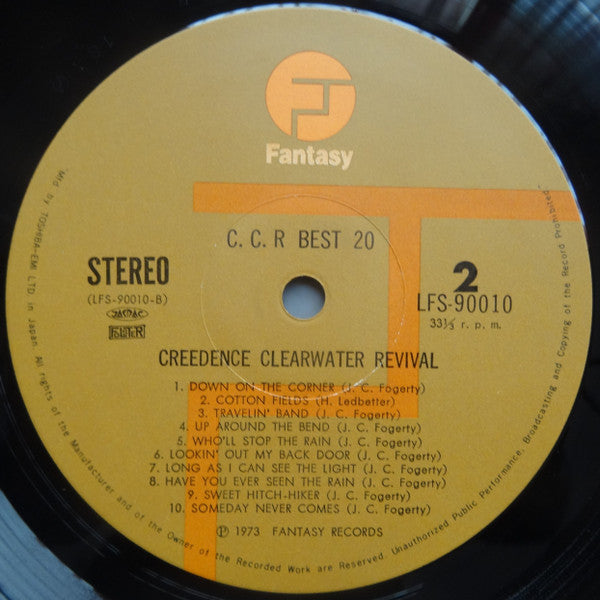 Fantasy
C. C. R BEST 20
STEREO
(LFS-90010-B)
JASRAC
2
LFS-90010
33⅓ r. p. m.
CREEDENCE CLEARWATER REVIVAL
1. DOWN ON THE CORNER (J. C. Fogerty)
2. COTTON FIELDS (H. Ledbetter)
3. TRAVELIN' BAND (J. C. Fogerty)
4. UP AROUND THE BEND (J. C. Fogerty)
5. WHO'LL STOP THE RAIN (J. C. Fogerty)
6. LOOKIN' OUT MY BACK DOOR (J. C. Fogerty)
7. LONG AS I CAN SEE THE LIGHT (J. C. Fogerty)
8. HAVE YOU EVER SEEN THE RAIN (J. C. Fogerty)
9. SWEET HITCH-HIKER (J. C. Fogerty)
10. SOMEDAY NEVER COMES (J. C. Fogerty)
℗ 1973 FANTASY RECORDS
Mfd by TOSHIBA-EMI LTD in Japan. All rights of the Manufacturer and of the Owner of the Recorded Work are Reserved. Unauthorized Public Performance, Broadcasting and Copying of the Record Prohibited.